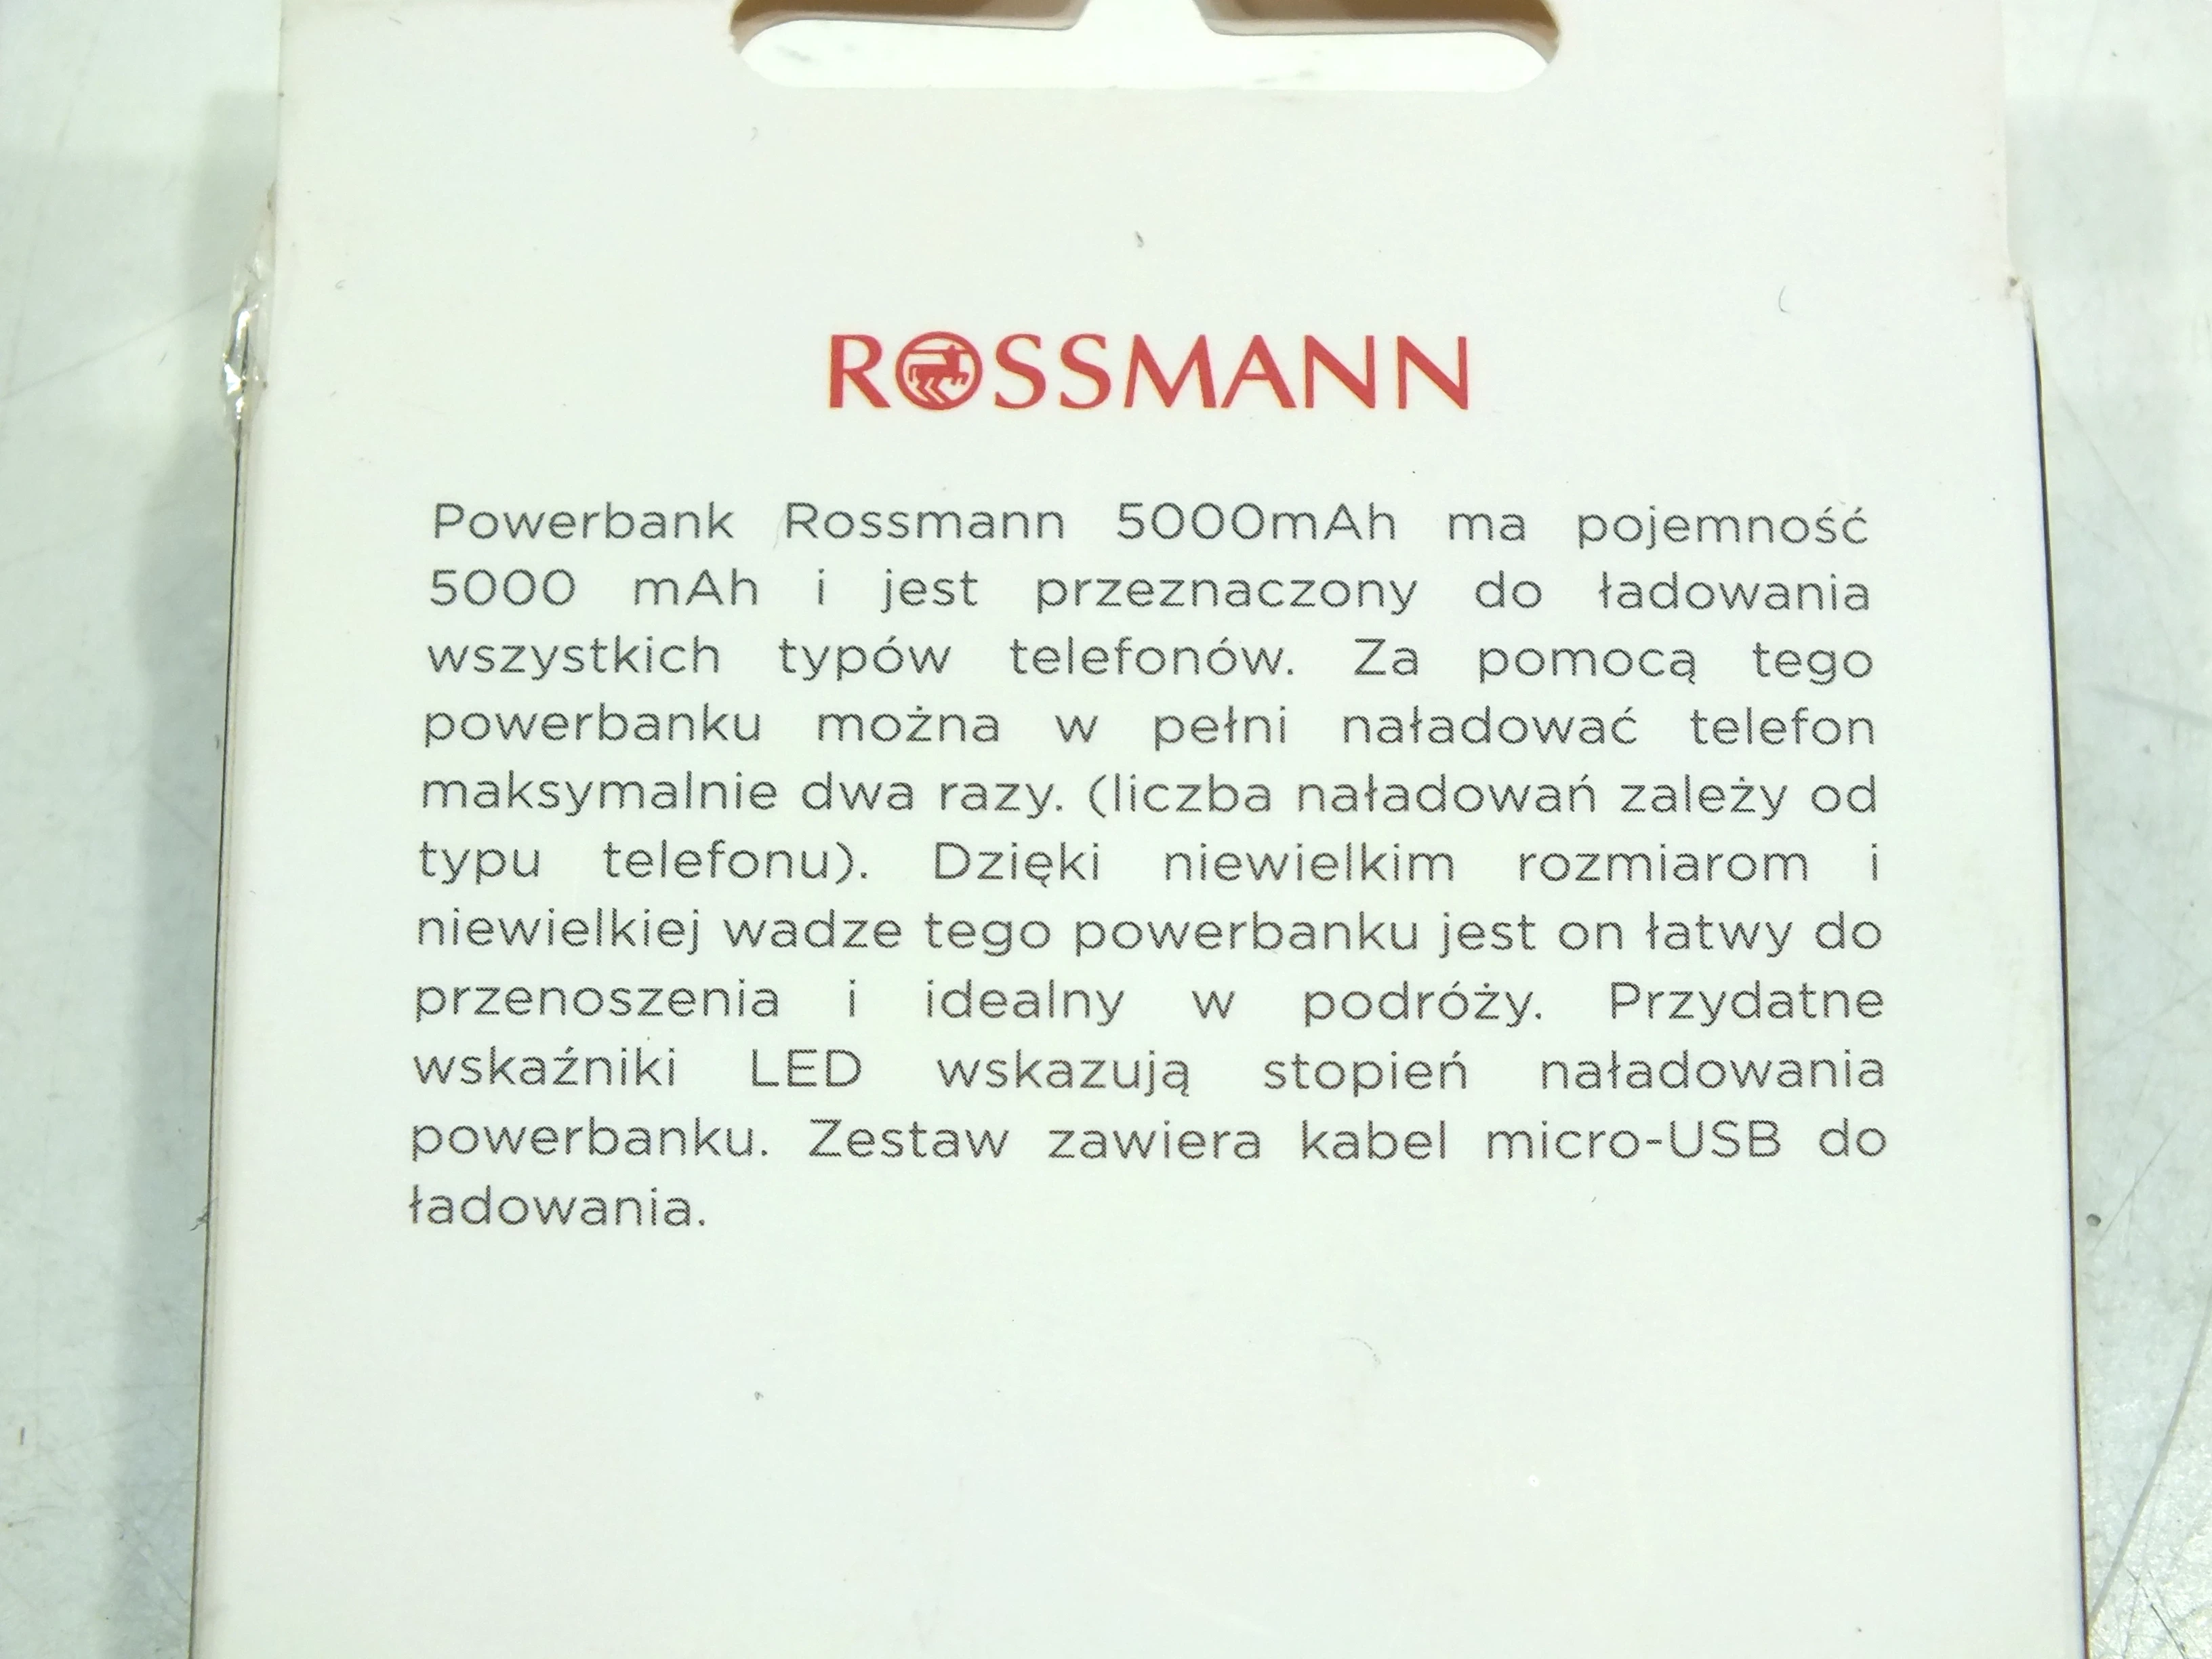 ROSSMANN
Powerbank Rossmann 5000mAh ma pojemność
5000 mAh i jest przeznaczony do ładowania
wszystkich typów telefonów. Za pomocą tego
powerbanku można w pełni naładować telefon
maksymalnie dwa razy. (liczba naładowań zależy od
typu telefonu). Dzięki niewielkim rozmiarom i
niewielkiej wadze tego powerbanku jest on łatwy do
przenoszenia i idealny w podróży. Przydatne
wskaźniki LED wskazują stopień naładowania
powerbanku. Zestaw zawiera kabel micro-USB do
ładowania.